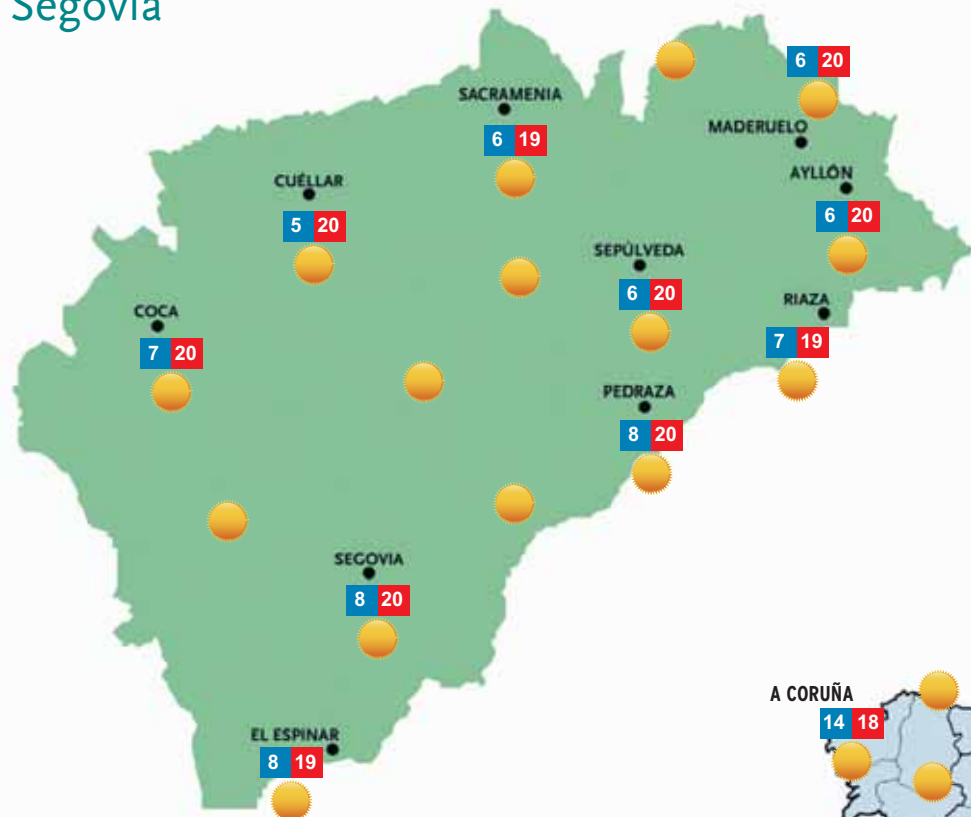 Segovia
6 20
SACRAMENIA
6 19
MADERUELO
AYLLÓN
6 20
CUÉLLAR
5 20
SEPÚLVEDA
6 20
RIAZA
7 19
COCA
7 20
PEDRAZA
8 20
SEGOVIA
8 20
A CORUÑA
14 18
EL ESPINAR
8 19